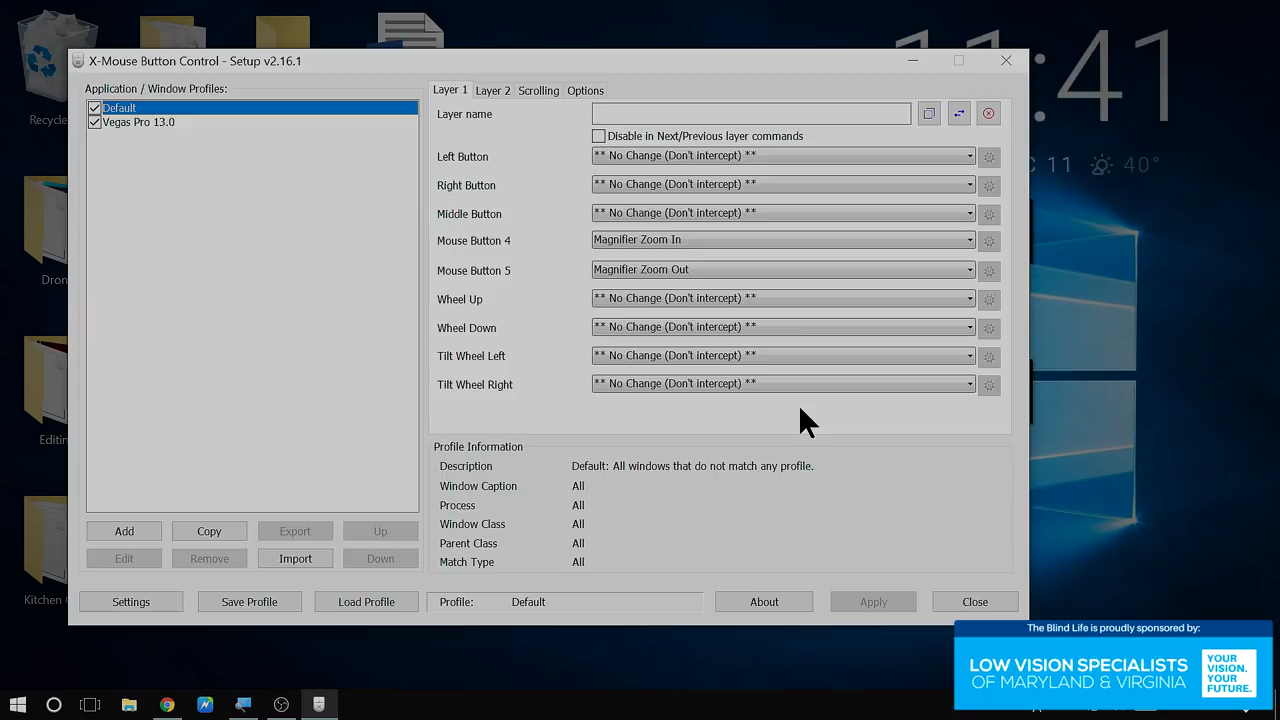 X-Mouse Button Control - Setup v2.16.1
Application / Window Profiles:
Default
Vegas Pro 13.0
Layer 1
Layer 2
Scrolling
Options
Layer name
Disable in Next/Previous layer commands
Left Button
** No Change (Don't intercept) **
Right Button
** No Change (Don't intercept) **
Middle Button
** No Change (Don't intercept) **
Mouse Button 4
Magnifier Zoom In
Mouse Button 5
Magnifier Zoom Out
Wheel Up
** No Change (Don't intercept) **
Wheel Down
** No Change (Don't intercept) **
Tilt Wheel Left
** No Change (Don't intercept) **
Tilt Wheel Right
** No Change (Don't intercept) **
Profile Information
Description
Default: All windows that do not match any profile.
Window Caption
All
Process
All
Window Class
All
Parent Class
All
Match Type
All
Add
Copy
Export
Up
Edit
Remove
Import
Down
Settings
Save Profile
Load Profile
Profile:
Default
About
Apply
Close
:41
11
40°
Recycle
Dron
Editin
Kitchen
The Blind Life is proudly sponsored by:
LOW VISION SPECIALISTS
OF MARYLAND & VIRGINIA
YOUR
VISION.
YOUR
FUTURE.